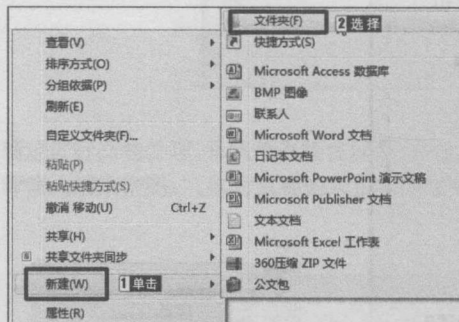 查看(V)
排序方式(O)
分组依据(P)
刷新(E)
自定义文件夹(F)...
粘贴(P)
粘贴快捷方式(S)
撤消 移动(U) Ctrl+Z
共享(H)
共享文件夹同步
新建(W) 1 单击
属性(R)
文件夹(F) 2 选择
快捷方式(S)
Microsoft Access 数据库
BMP 图像
联系人
Microsoft Word 文档
日记本文档
Microsoft PowerPoint 演示文稿
Microsoft Publisher 文档
文本文档
Microsoft Excel 工作表
360压缩 ZIP 文件
公文包